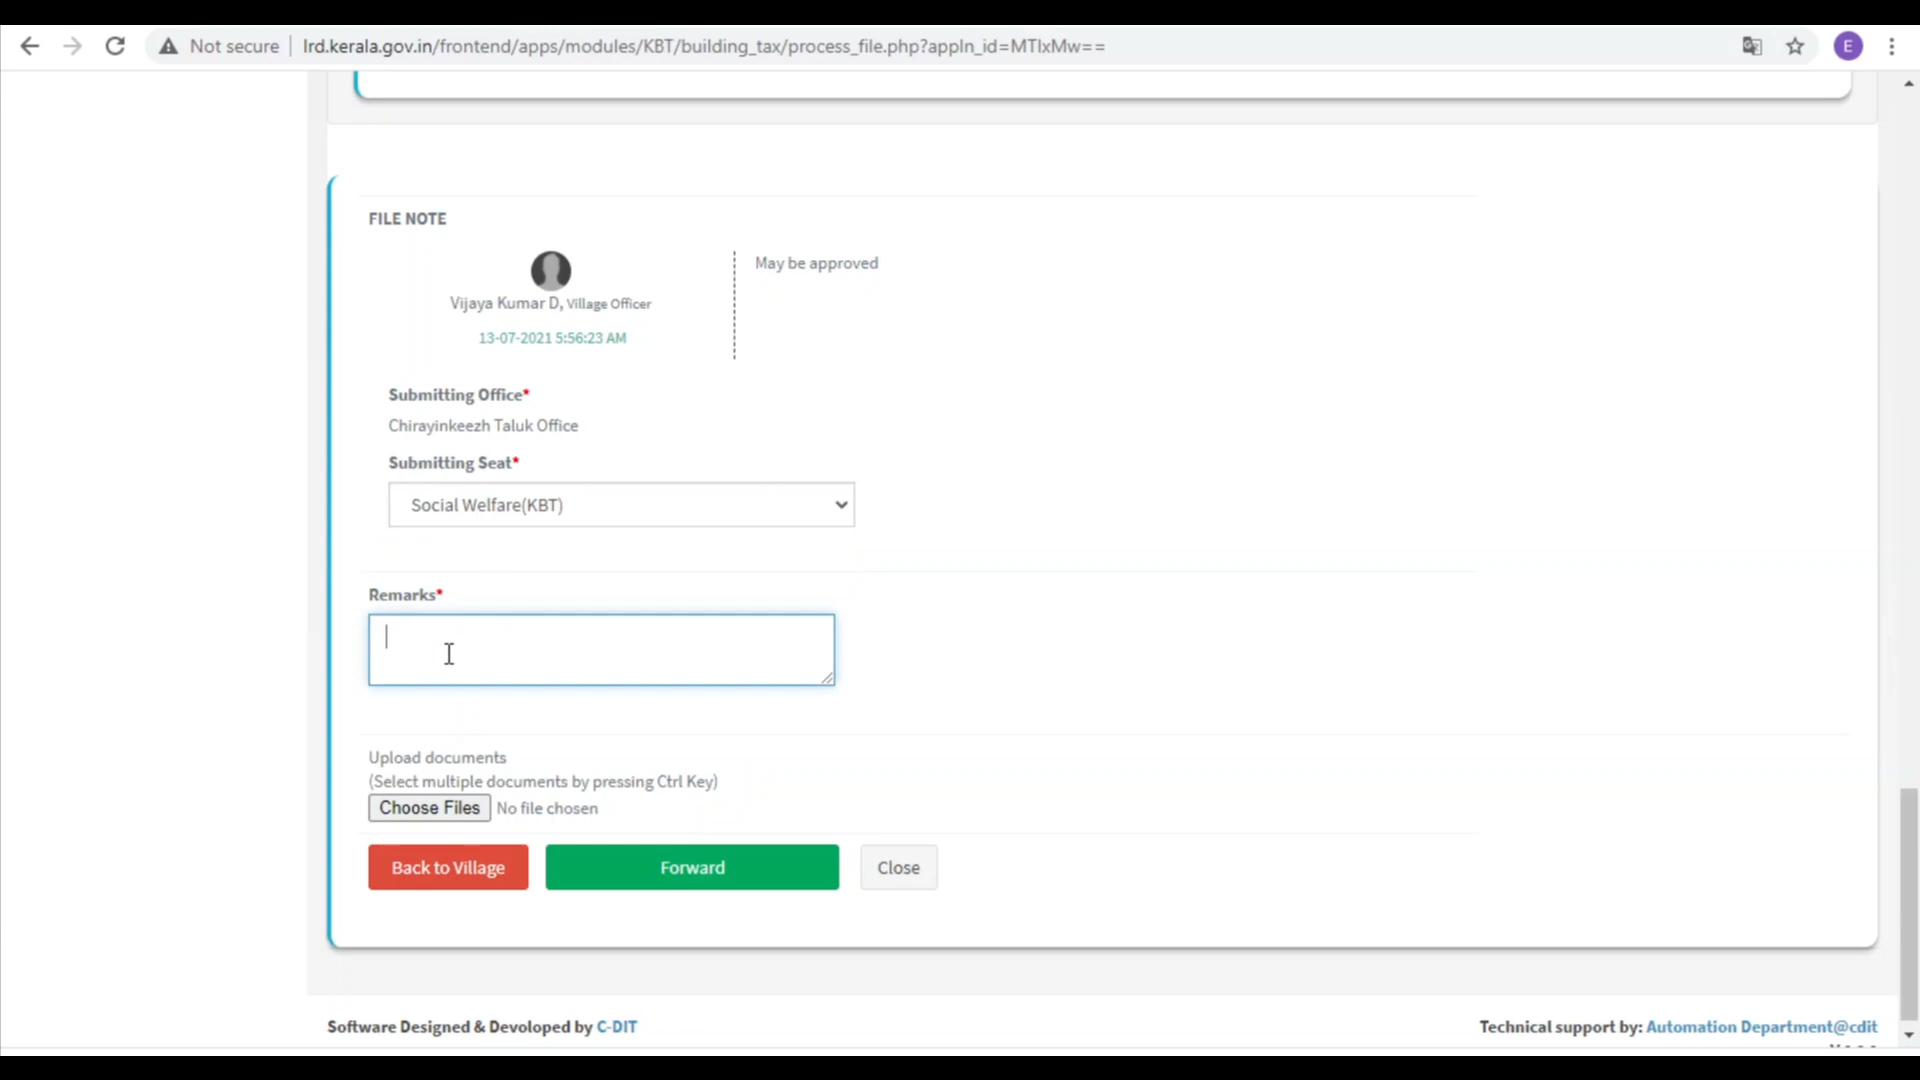 Not secure
lrd.kerala.gov.in/frontend/apps/modules/KBT/building_tax/process_file.php?appln_id=MTIxMw==
E
FILE NOTE
May be approved
Vijaya Kumar D, Village Officer
13-07-2021 5:56:23 AM
Submitting Office*
Chirayinkeezh Taluk Office
Submitting Seat*
Social Welfare(KBT)
Remarks*
Upload documents
(Select multiple documents by pressing Ctrl Key)
Choose Files No file chosen
Back to Village
Forward
Close
Software Designed & Devoloped by C-DIT
Technical support by: Automation Department@cdit